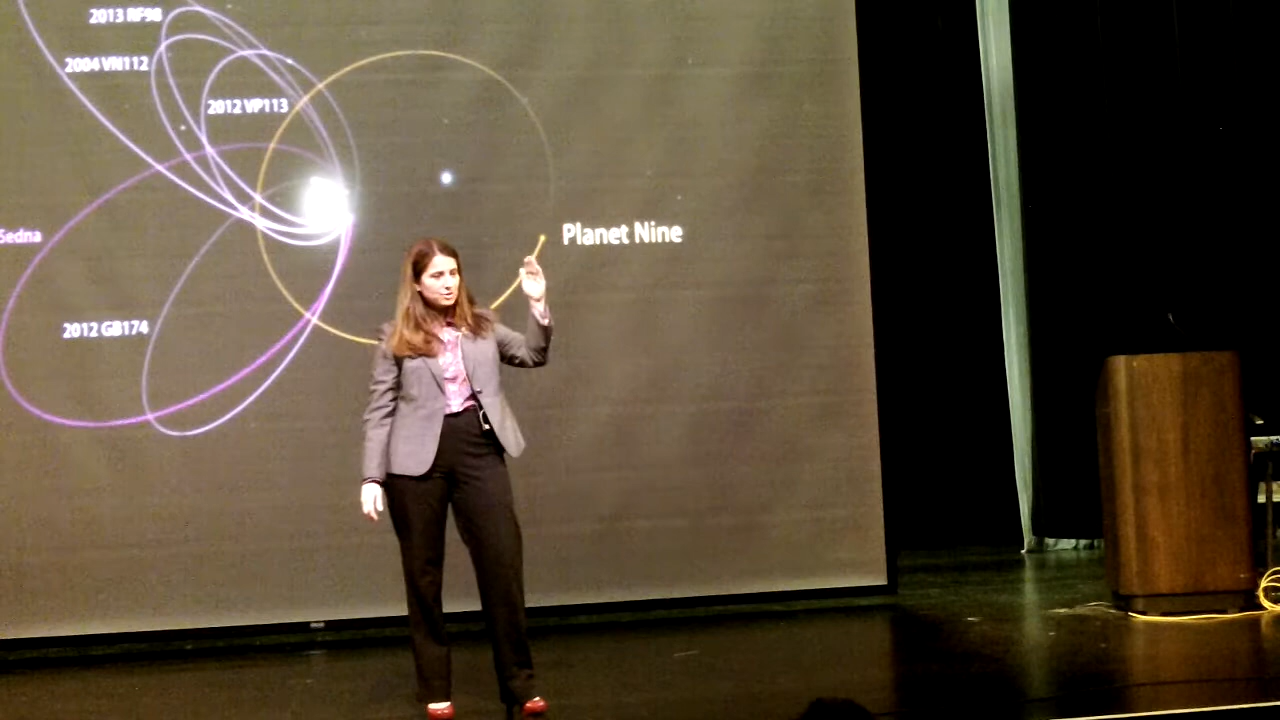 2013 RF98
2004 VN112
2012 VP113
Sedna
Planet Nine
2012 GB174